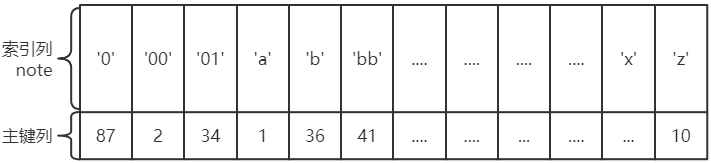 索引列
note
'0' '00' '01' 'a' 'b' 'bb' .... .... .... .... 'x' 'z'
主键列
87 2 34 1 36 41 .... .... ... .... ... 10